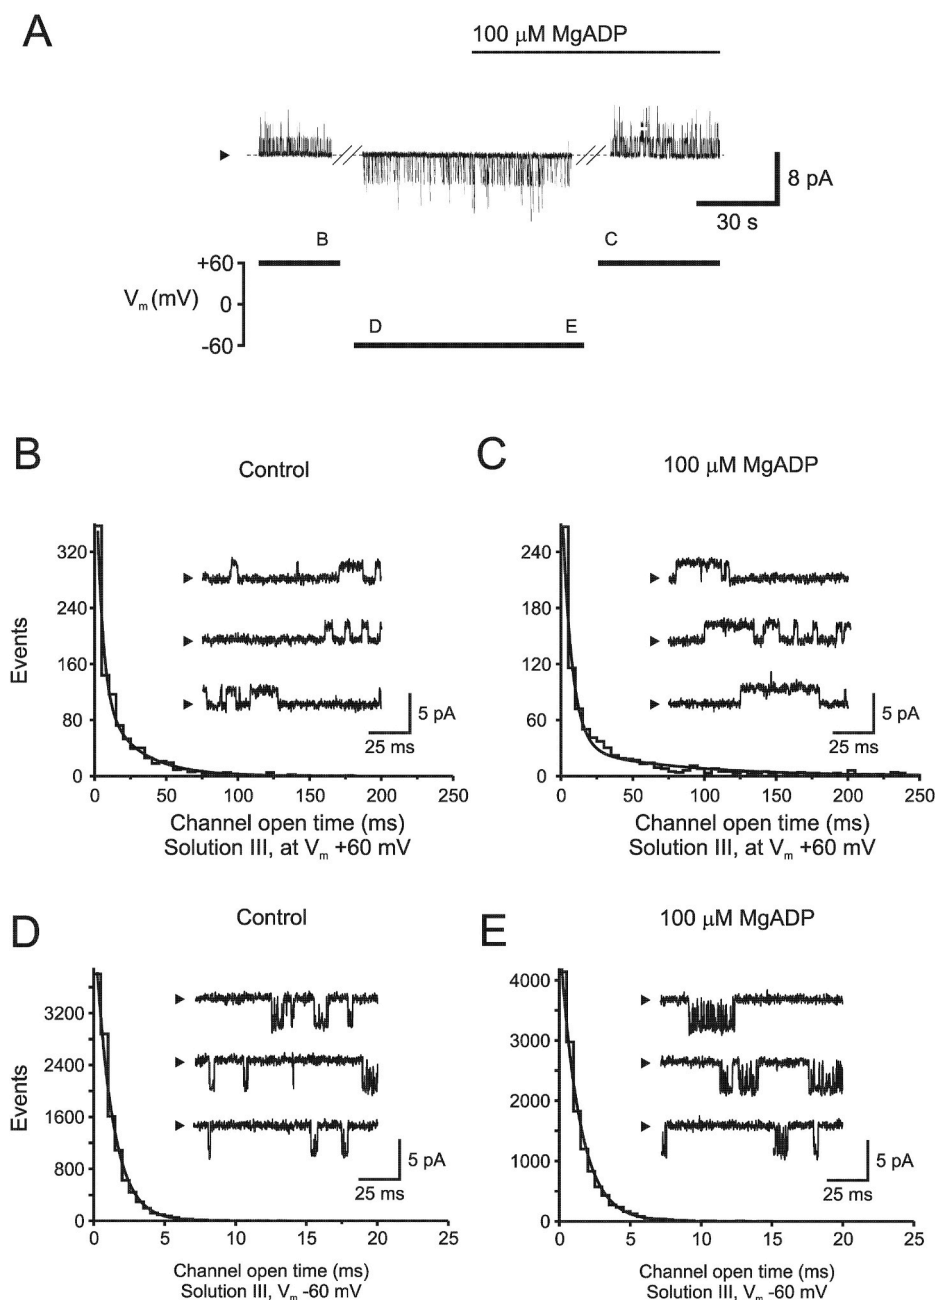 A
100 μM MgADP
8 pA
30 s
B
C
+60
Vm (mV)
0
D
E
-60
B
Control
Events
320
240
160
80
0
5 pA
25 ms
0 50 100 150 200 250
Channel open time (ms)
Solution III, at Vm +60 mV
C
100 μM MgADP
240
180
120
60
0
5 pA
25 ms
0 50 100 150 200 250
Channel open time (ms)
Solution III, at Vm +60 mV
D
Control
Events
3200
2400
1600
800
0
5 pA
25 ms
0 5 10 15 20 25
Channel open time (ms)
Solution III, Vm -60 mV
E
100 μM MgADP
4000
3000
2000
1000
0
5 pA
25 ms
0 5 10 15 20 25
Channel open time (ms)
Solution III, Vm -60 mV